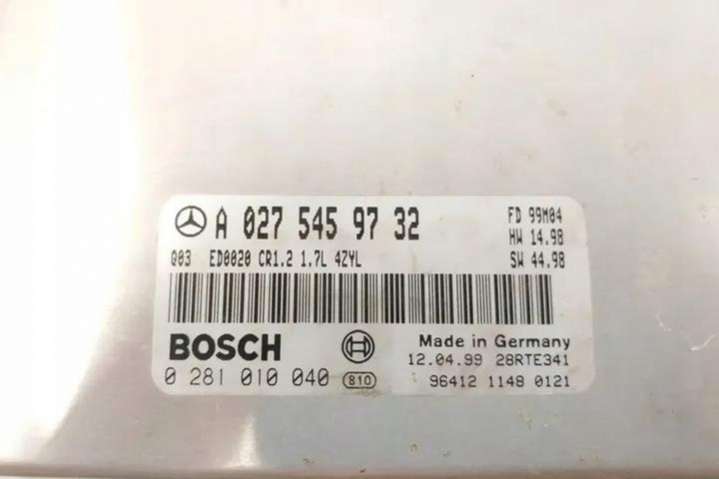 A 027 545 97 32
FD 99M04
HW 14.98
Q03 ED0020 CR1.2 1.7L 4ZYL
SW 44.98
BOSCH
Made in Germany
12.04.99 28RTE341
0 281 010 040 810
96412 1148 0121